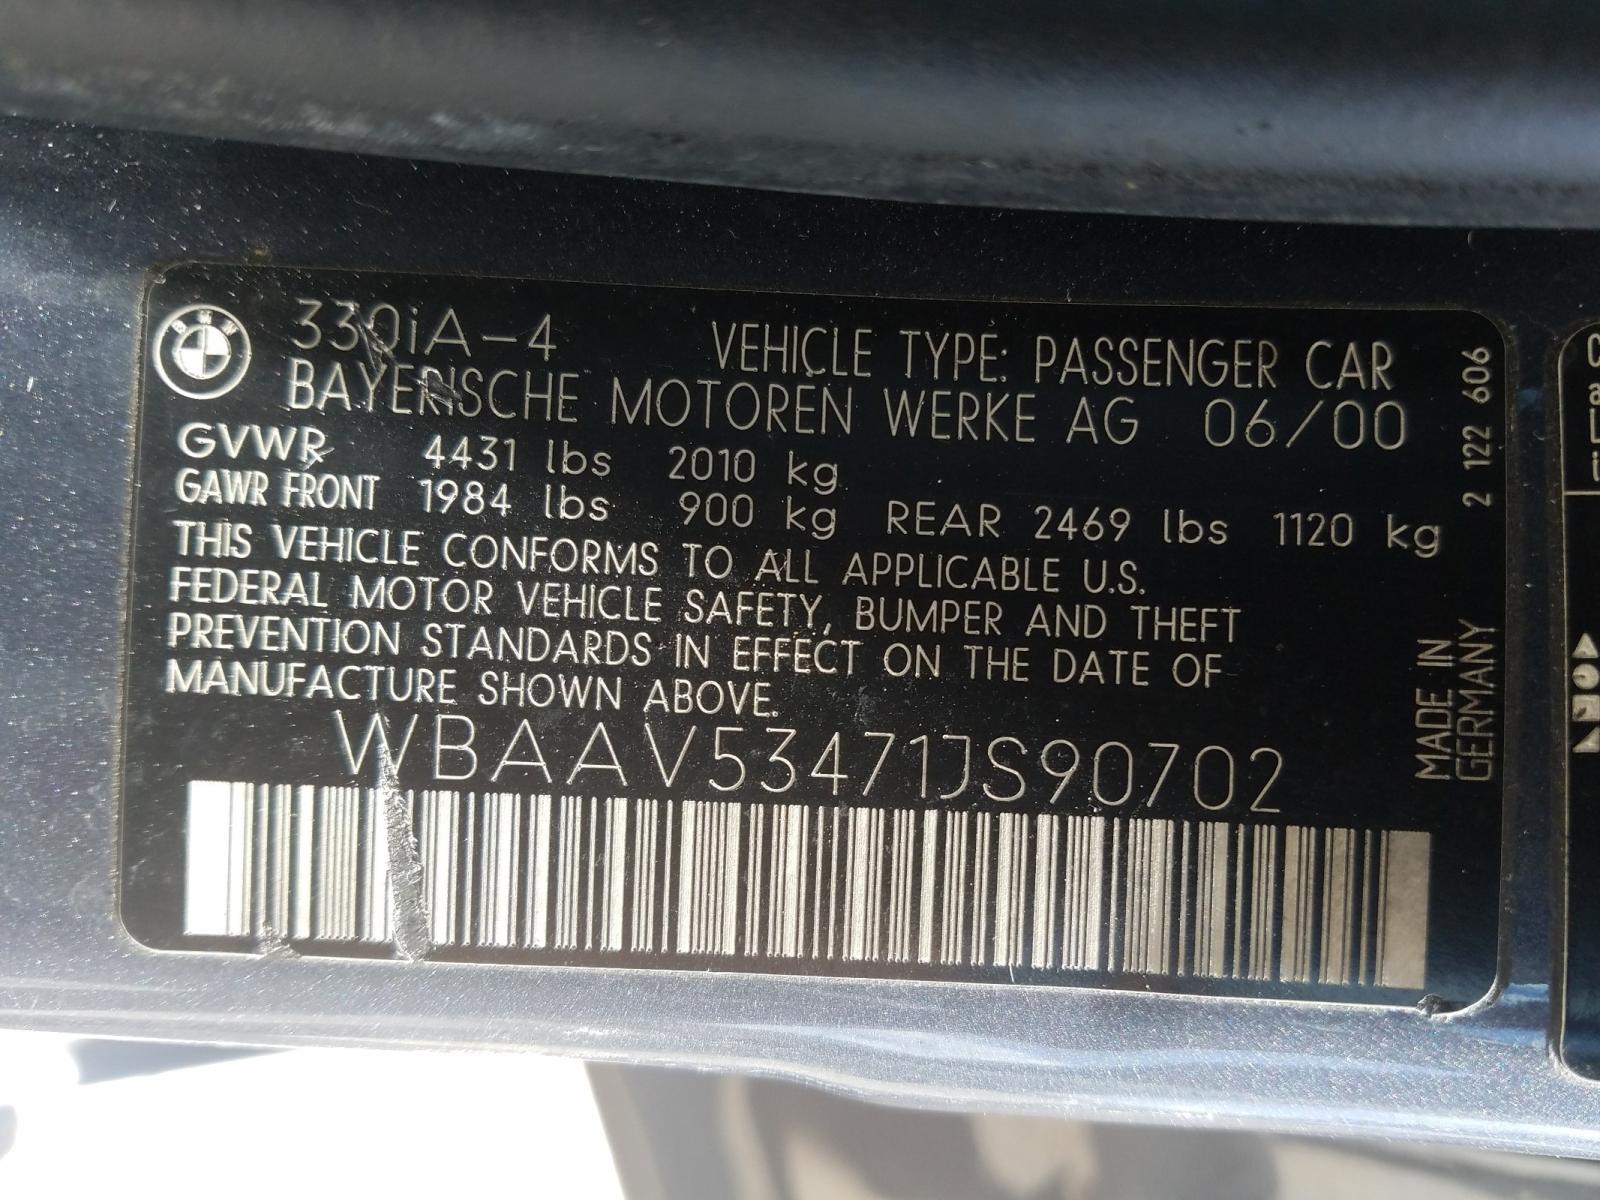 BMW
330iA-4
VEHICLE TYPE: PASSENGER CAR
BAYERISCHE MOTOREN WERKE AG 06/00
GVWR 4431 lbs 2010 kg
GAWR FRONT 1984 lbs 900 kg REAR 2469 lbs 1120 kg
THIS VEHICLE CONFORMS TO ALL APPLICABLE U.S.
FEDERAL MOTOR VEHICLE SAFETY, BUMPER AND THEFT
PREVENTION STANDARDS IN EFFECT ON THE DATE OF
MANUFACTURE SHOWN ABOVE.
WBAAV53471JS90702
2 122 606
MADE IN
GERMANY